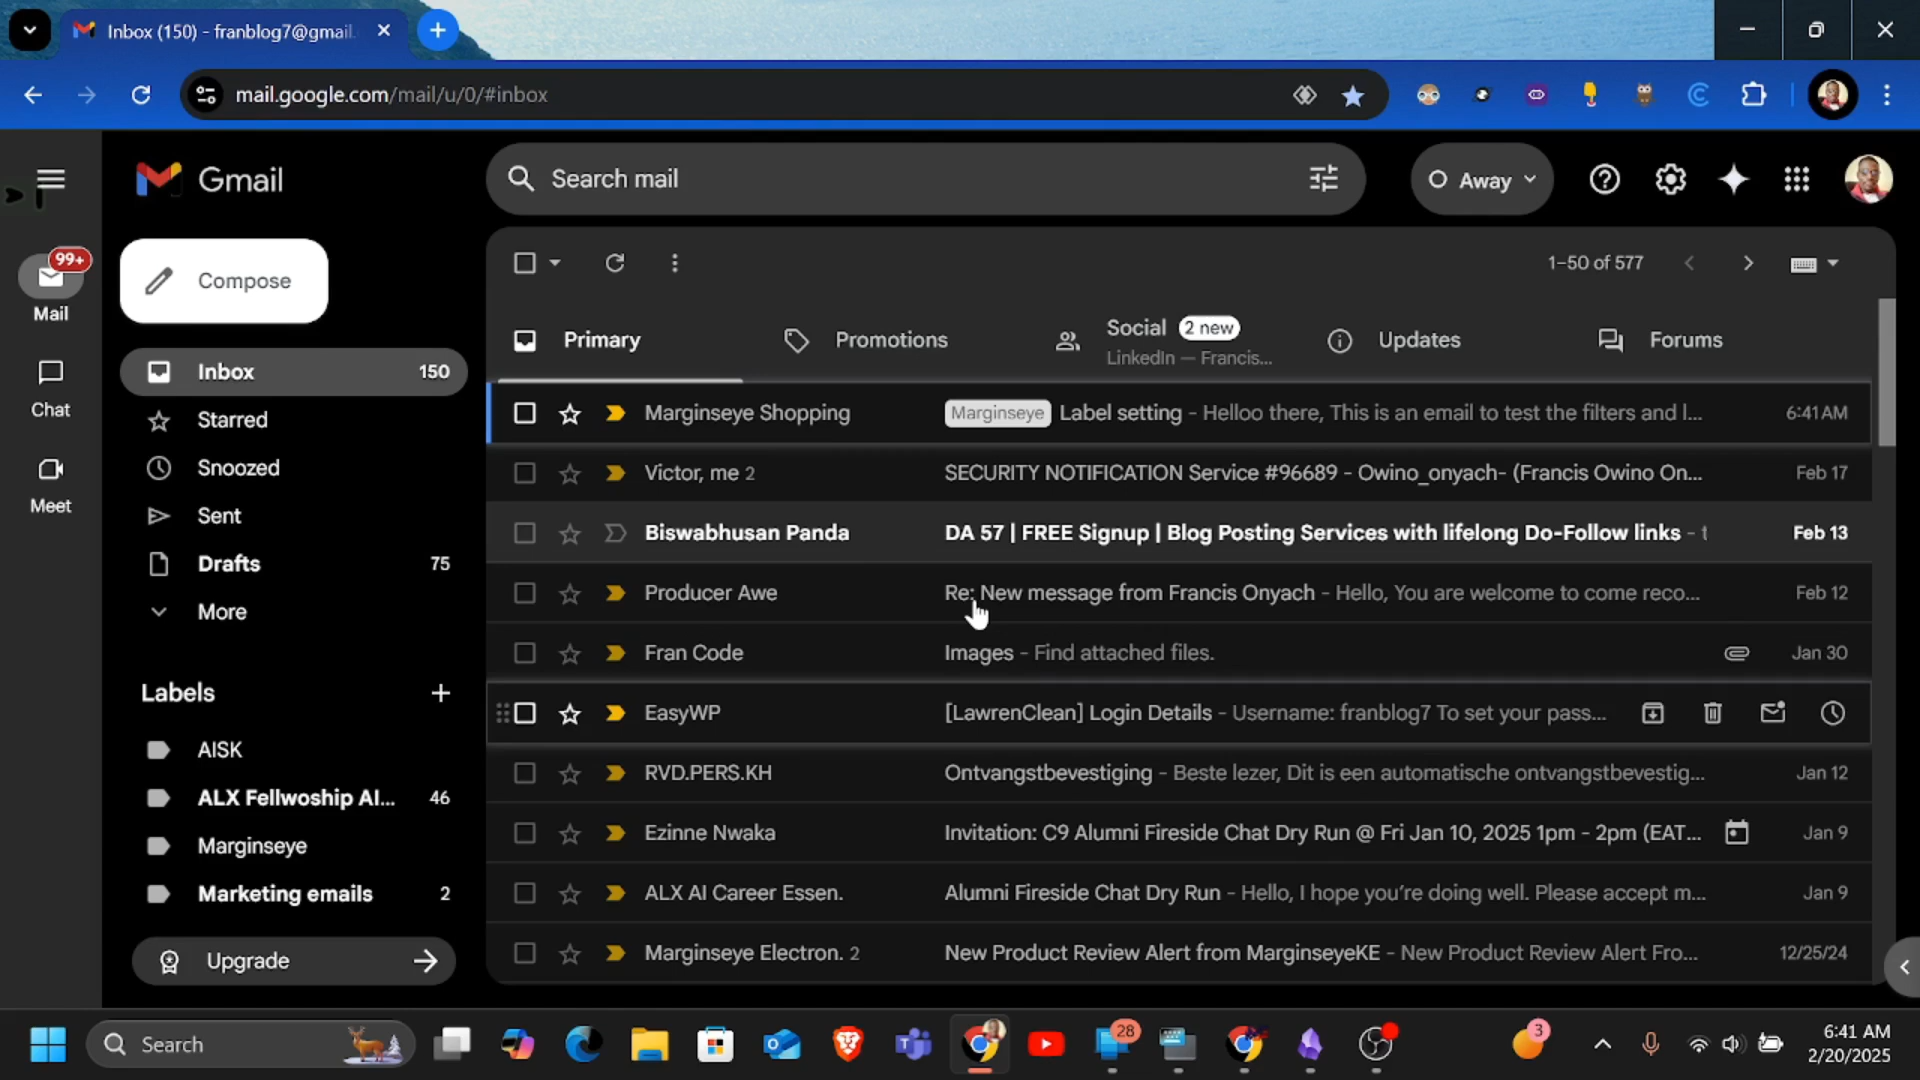 Inbox (150) - franblog7@gmail.
mail.google.com/mail/u/0/#inbox
Gmail
Search mail
Away
99+
Mail
Chat
Meet
Compose
Inbox 150
Starred
Snoozed
Sent
Drafts 75
More
Labels
AISK
ALX Fellwoship AI... 46
Marginseye
Marketing emails 2
Upgrade
1–50 of 577
Primary
Promotions
Social 2 new
LinkedIn — Francis...
Updates
Forums
Marginseye Shopping Marginseye Label setting - Helloo there, This is an email to test the filters and l... 6:41 AM
Victor, me 2 SECURITY NOTIFICATION Service #96689 - Owino_onyach- (Francis Owino On... Feb 17
Biswabhusan Panda DA 57 | FREE Signup | Blog Posting Services with lifelong Do-Follow links - t Feb 13
Producer Awe Re: New message from Francis Onyach - Hello, You are welcome to come reco... Feb 12
Fran Code Images - Find attached files. Jan 30
EasyWP [LawrenClean] Login Details - Username: franblog7 To set your pass...
RVD.PERS.KH Ontvangstbevestiging - Beste lezer, Dit is een automatische ontvangstbevestig... Jan 12
Ezinne Nwaka Invitation: C9 Alumni Fireside Chat Dry Run @ Fri Jan 10, 2025 1pm - 2pm (EAT... Jan 9
ALX AI Career Essen. Alumni Fireside Chat Dry Run - Hello, I hope you're doing well. Please accept m... Jan 9
Marginseye Electron. 2 New Product Review Alert from MarginseyeKE - New Product Review Alert Fro... 12/25/24
Search
28
3
6:41 AM
2/20/2025